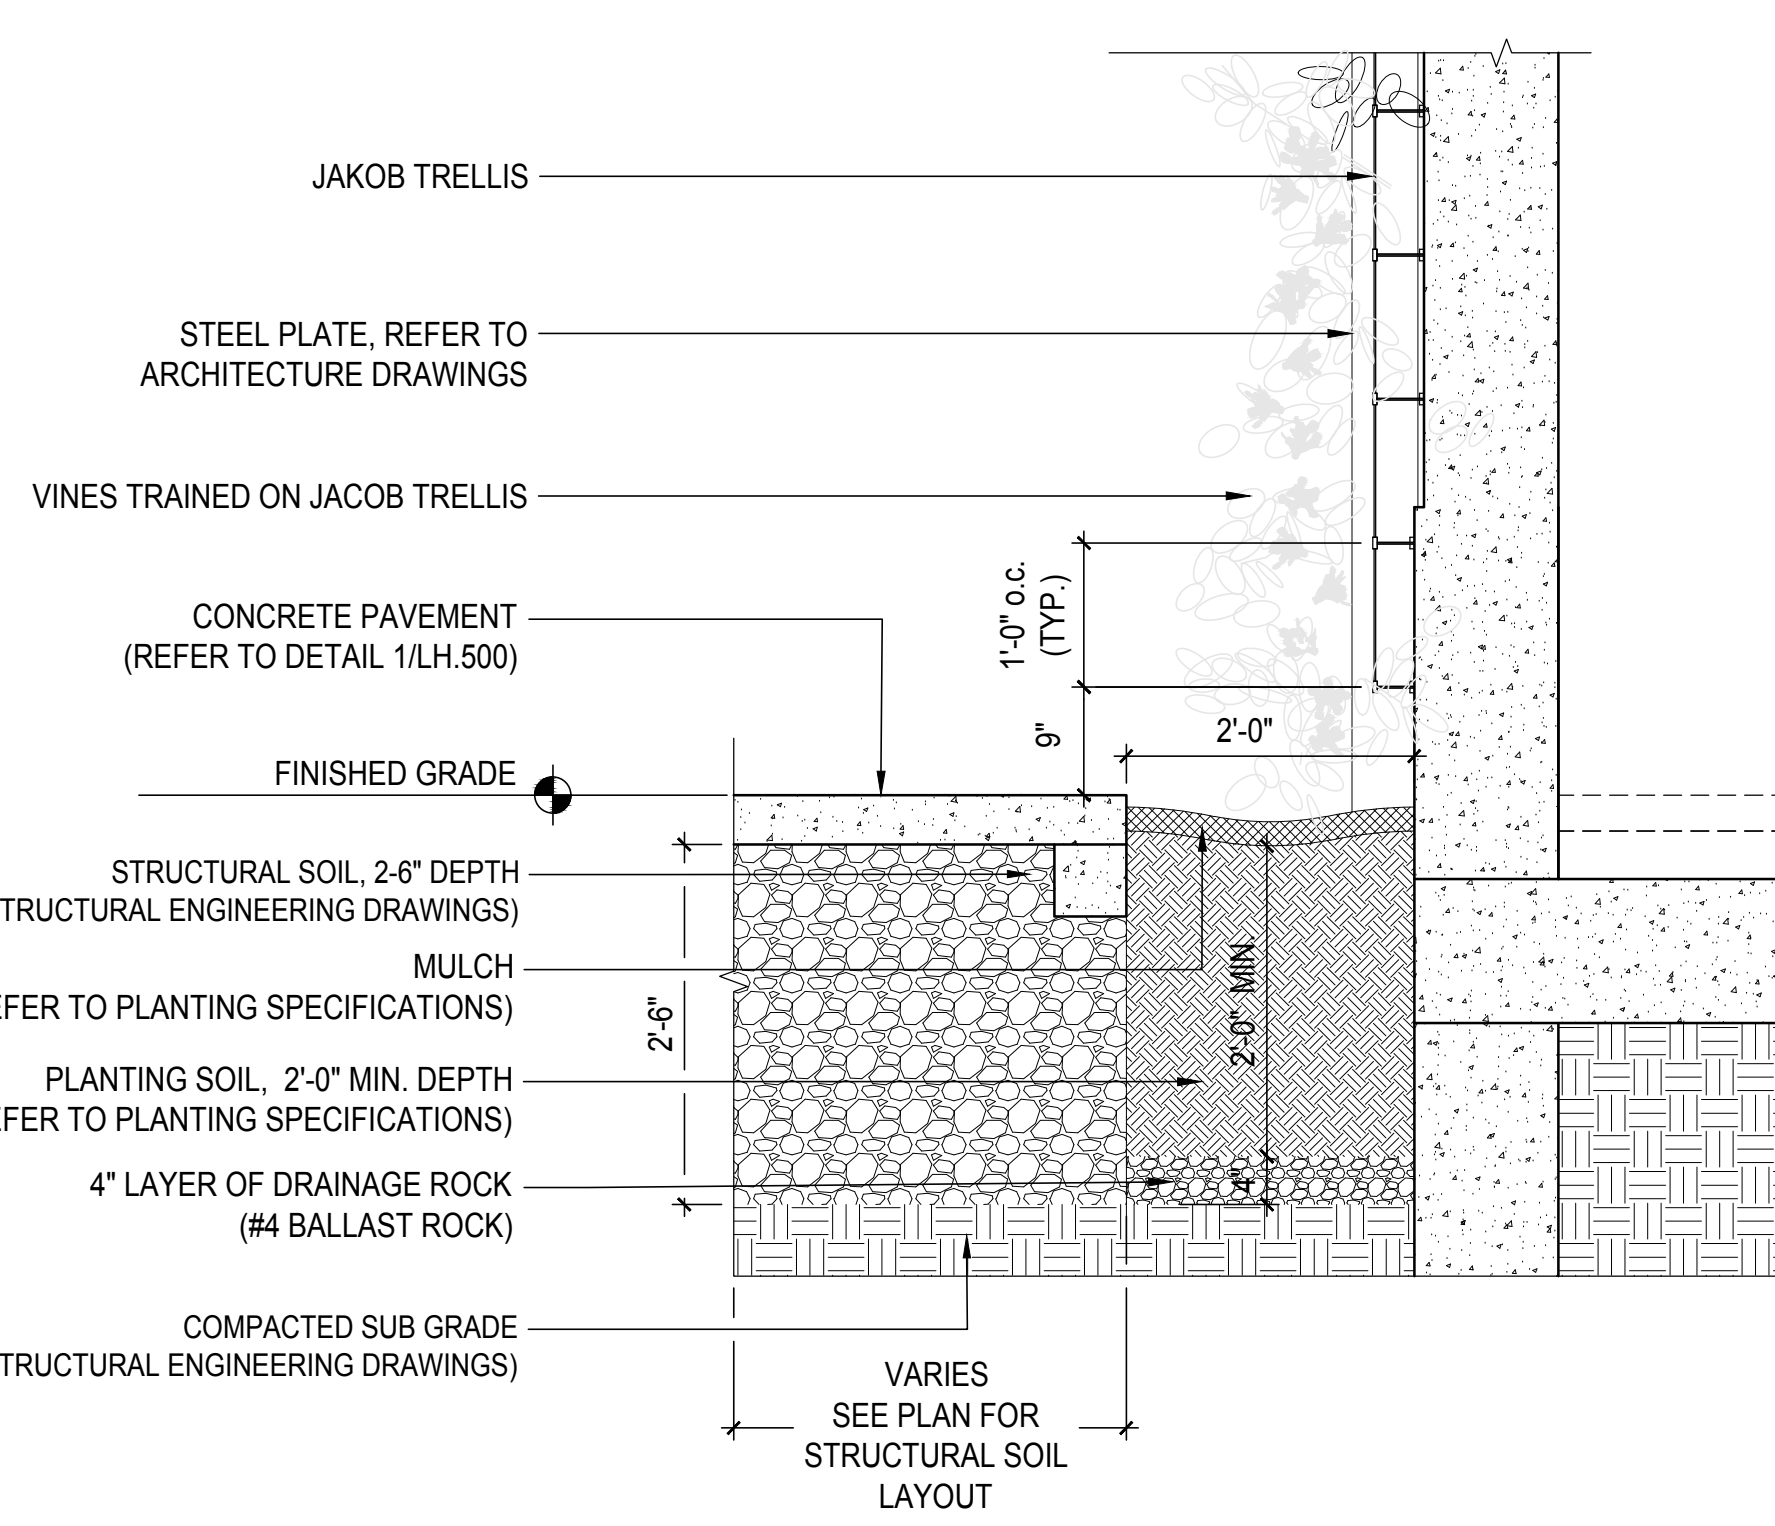 JAKOB TRELLIS
STEEL PLATE, REFER TO
ARCHITECTURE DRAWINGS
VINES TRAINED ON JACOB TRELLIS
1'-0" o.c.
(TYP.)
CONCRETE PAVEMENT
(REFER TO DETAIL 1/LH.500)
9"
2'-0"
FINISHED GRADE
STRUCTURAL SOIL, 2-6" DEPTH
TRUCTURAL ENGINEERING DRAWINGS)
MULCH
EFER TO PLANTING SPECIFICATIONS)
2'-6"
2'-0" MIN.
PLANTING SOIL, 2'-0" MIN. DEPTH
EFER TO PLANTING SPECIFICATIONS)
4" LAYER OF DRAINAGE ROCK
(#4 BALLAST ROCK)
4"
COMPACTED SUB GRADE
TRUCTURAL ENGINEERING DRAWINGS)
VARIES
SEE PLAN FOR
STRUCTURAL SOIL
LAYOUT